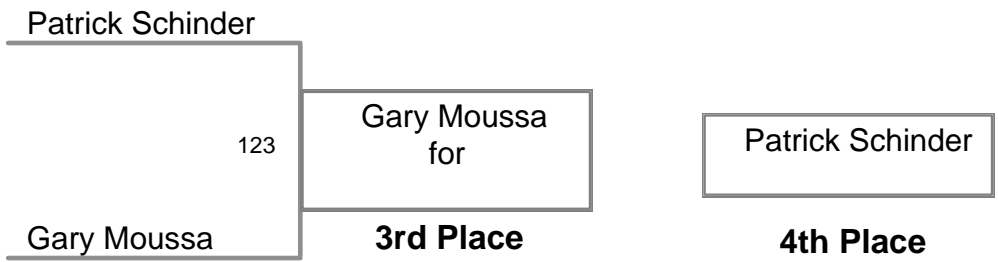 Patrick Schinder
123
Gary Moussa
Gary Moussa
for
3rd Place
Patrick Schinder
4th Place